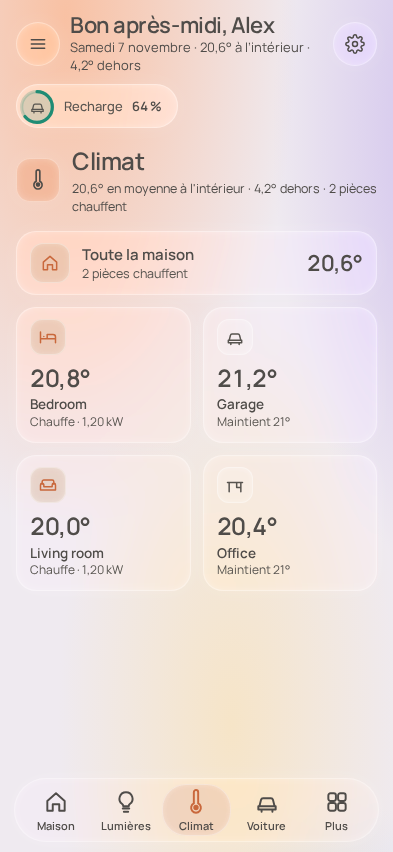 Bon après-midi, Alex
Samedi 7 novembre · 20,6° à l'intérieur ·
4,2° dehors
Recharge 64 %
Climat
20,6° en moyenne à l'intérieur · 4,2° dehors · 2 pièces
chauffent
Toute la maison
2 pièces chauffent
20,6°
20,8°
Bedroom
Chauffe · 1,20 kW
21,2°
Garage
Maintient 21°
20,0°
Living room
Chauffe · 1,20 kW
20,4°
Office
Maintient 21°
Maison
Lumières
Climat
Voiture
Plus